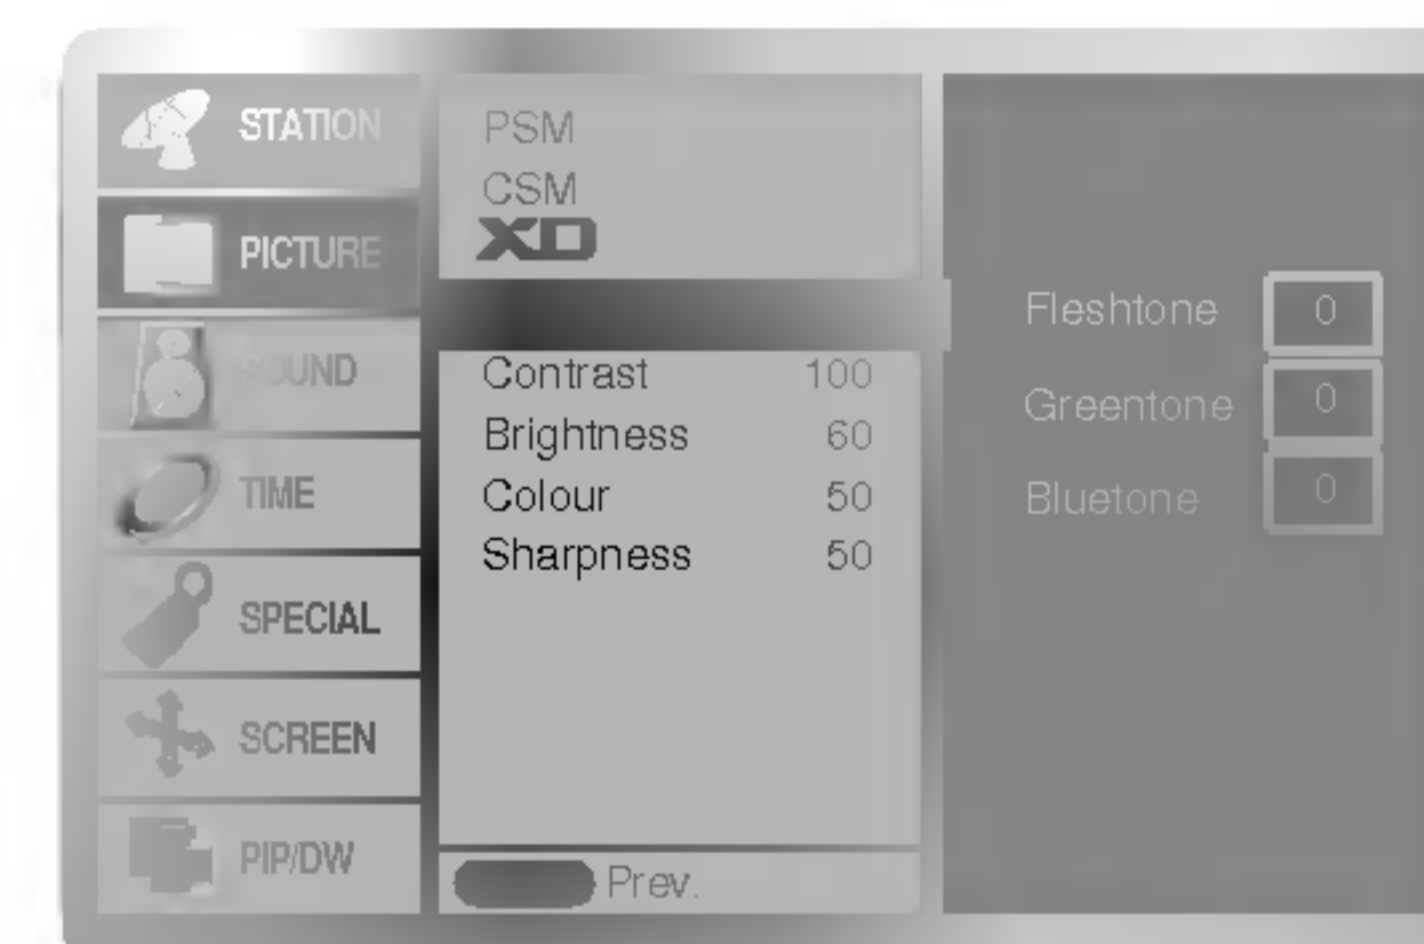 STATION
PICTURE
SOUND
TIME
SPECIAL
SCREEN
PIP/DW
PSM
CSM
XD
Contrast 100
Brightness 60
Colour 50
Sharpness 50
Prev.
Fleshtone 0
Greentone 0
Bluetone 0